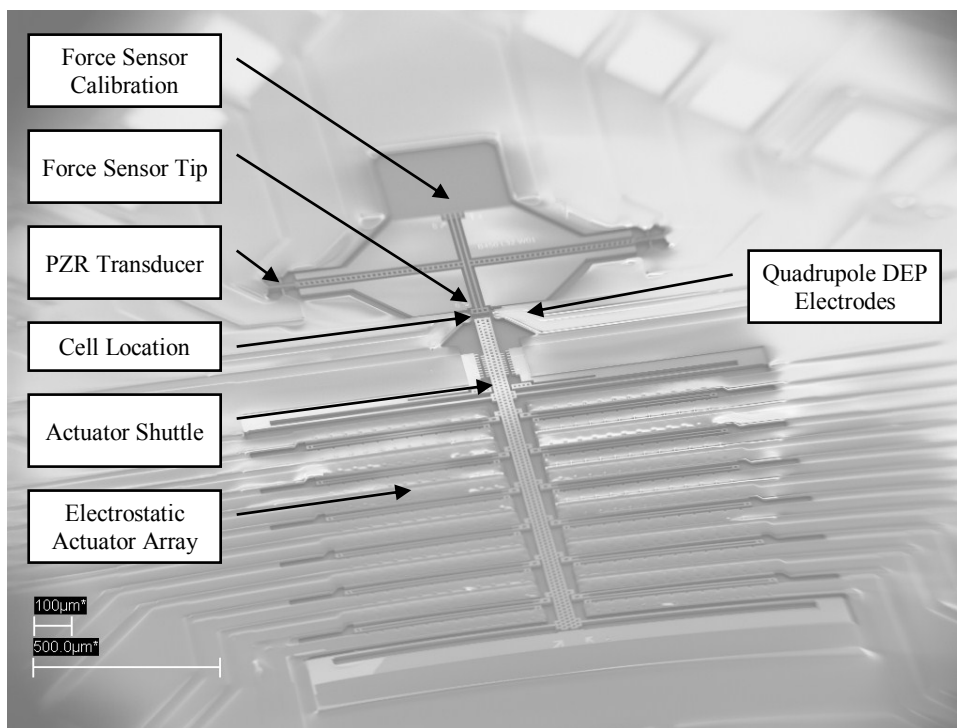 Force Sensor
Calibration
Force Sensor Tip
PZR Transducer
Quadrupole DEP
Electrodes
Cell Location
Actuator Shuttle
Electrostatic
Actuator Array
100µm*
500.0µm*